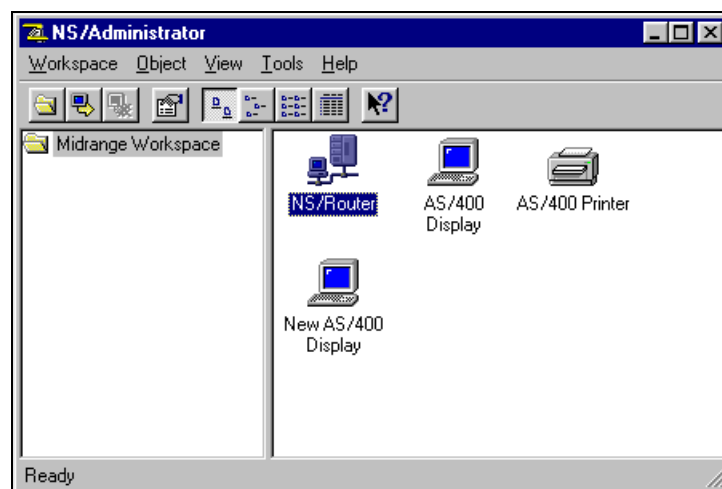 NS/Administrator
Workspace Object View Tools Help
Midrange Workspace
NS/Router
AS/400
Display
AS/400 Printer
New AS/400
Display
Ready